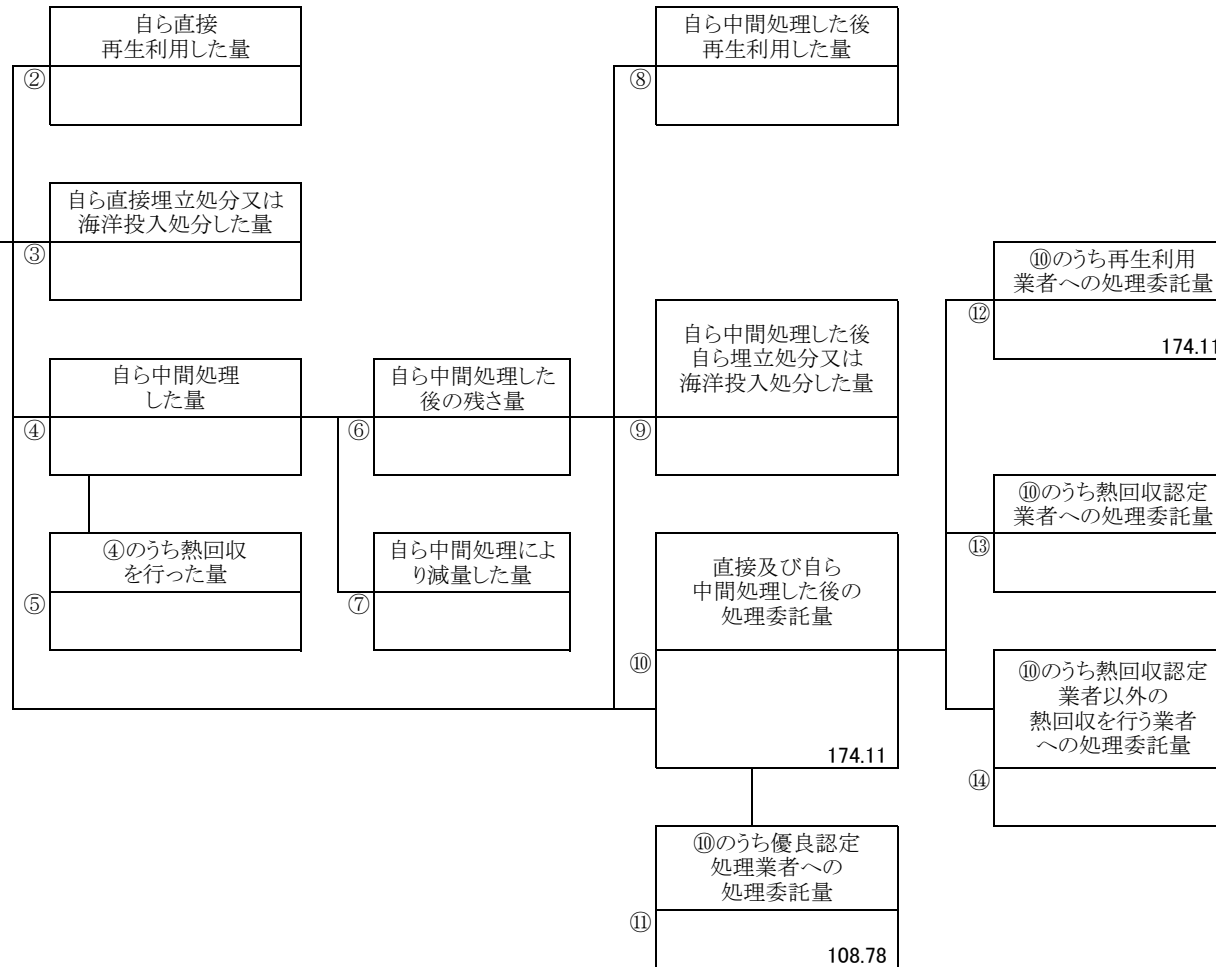 自ら直接
再生利用した量
②
自ら中間処理した後
再生利用した量
⑧
自ら直接埋立処分又は
海洋投入処分した量
③
⑩のうち再生利用
業者への処理委託量
⑫
174.11
自ら中間処理した後
自ら埋立処分又は
海洋投入処分した量
⑨
自ら中間処理
した量
④
自ら中間処理した
後の残さ量
⑥
⑩のうち熱回収認定
業者への処理委託量
⑬
④のうち熱回収
を行った量
⑤
自ら中間処理によ
り減量した量
⑦
直接及び自ら
中間処理した後の
処理委託量
⑩
174.11
⑩のうち熱回収認定
業者以外の
熱回収を行う業者
への処理委託量
⑭
⑩のうち優良認定
処理業者への
処理委託量
⑪
108.78